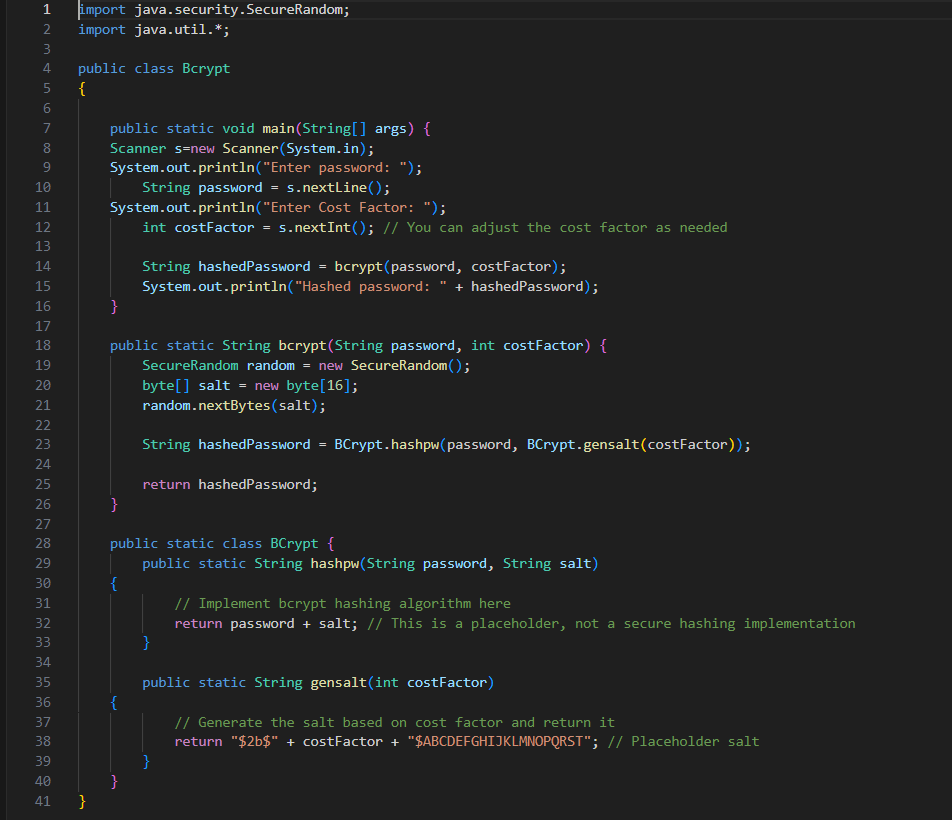 1 import java.security.SecureRandom;
2 import java.util.*;
3
4 public class Bcrypt
5 {
6
7     public static void main(String[] args) {
8     Scanner s=new Scanner(System.in);
9     System.out.println("Enter password: ");
10         String password = s.nextLine();
11     System.out.println("Enter Cost Factor: ");
12         int costFactor = s.nextInt(); // You can adjust the cost factor as needed
13
14         String hashedPassword = bcrypt(password, costFactor);
15         System.out.println("Hashed password: " + hashedPassword);
16     }
17
18     public static String bcrypt(String password, int costFactor) {
19         SecureRandom random = new SecureRandom();
20         byte[] salt = new byte[16];
21         random.nextBytes(salt);
22
23         String hashedPassword = BCrypt.hashpw(password, BCrypt.gensalt(costFactor));
24
25         return hashedPassword;
26     }
27
28     public static class BCrypt {
29         public static String hashpw(String password, String salt)
30     {
31             // Implement bcrypt hashing algorithm here
32             return password + salt; // This is a placeholder, not a secure hashing implementation
33         }
34
35         public static String gensalt(int costFactor)
36     {
37             // Generate the salt based on cost factor and return it
38             return "$2b$" + costFactor + "$ABCDEFGHIJKLMNOPQRST"; // Placeholder salt
39         }
40     }
41 }